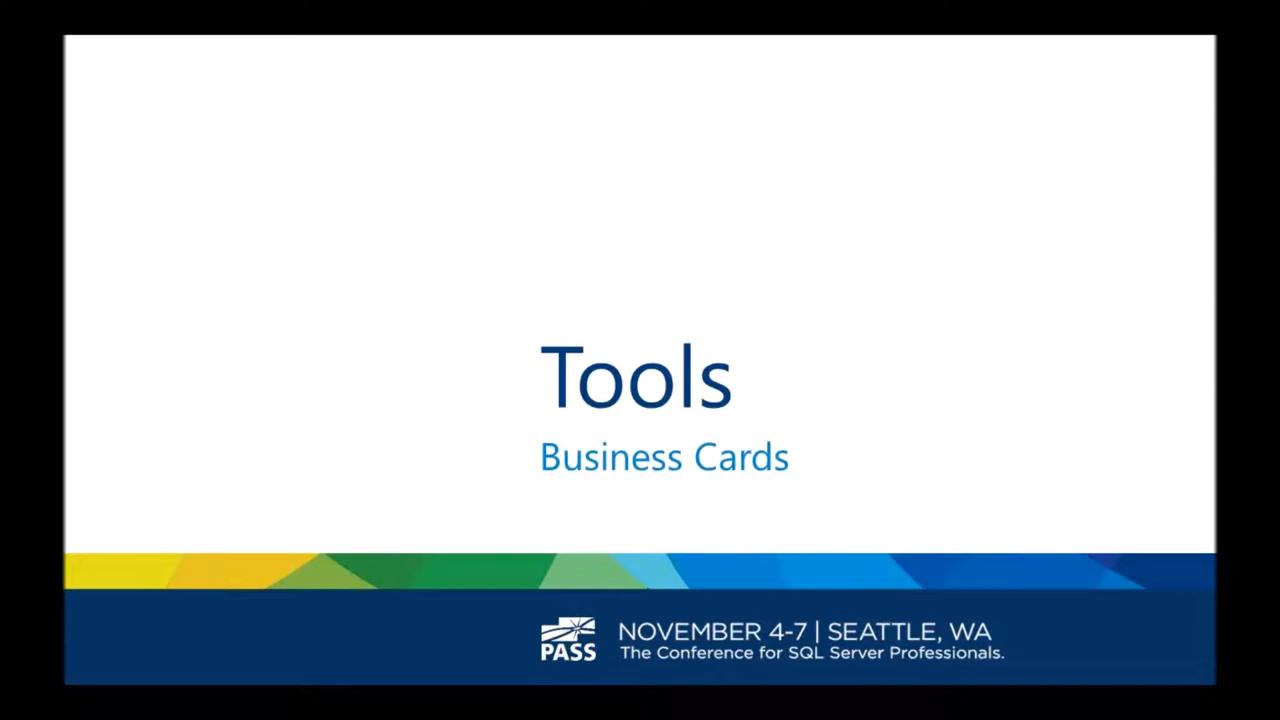 Tools
Business Cards
PASS
NOVEMBER 4-7 | SEATTLE, WA
The Conference for SQL Server Professionals.